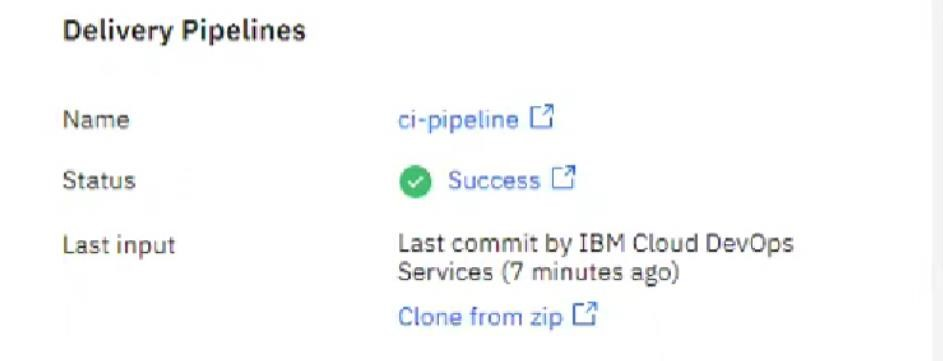 Delivery Pipelines
Name ci-pipeline
Status Success
Last input Last commit by IBM Cloud DevOps
Services (7 minutes ago)
Clone from zip